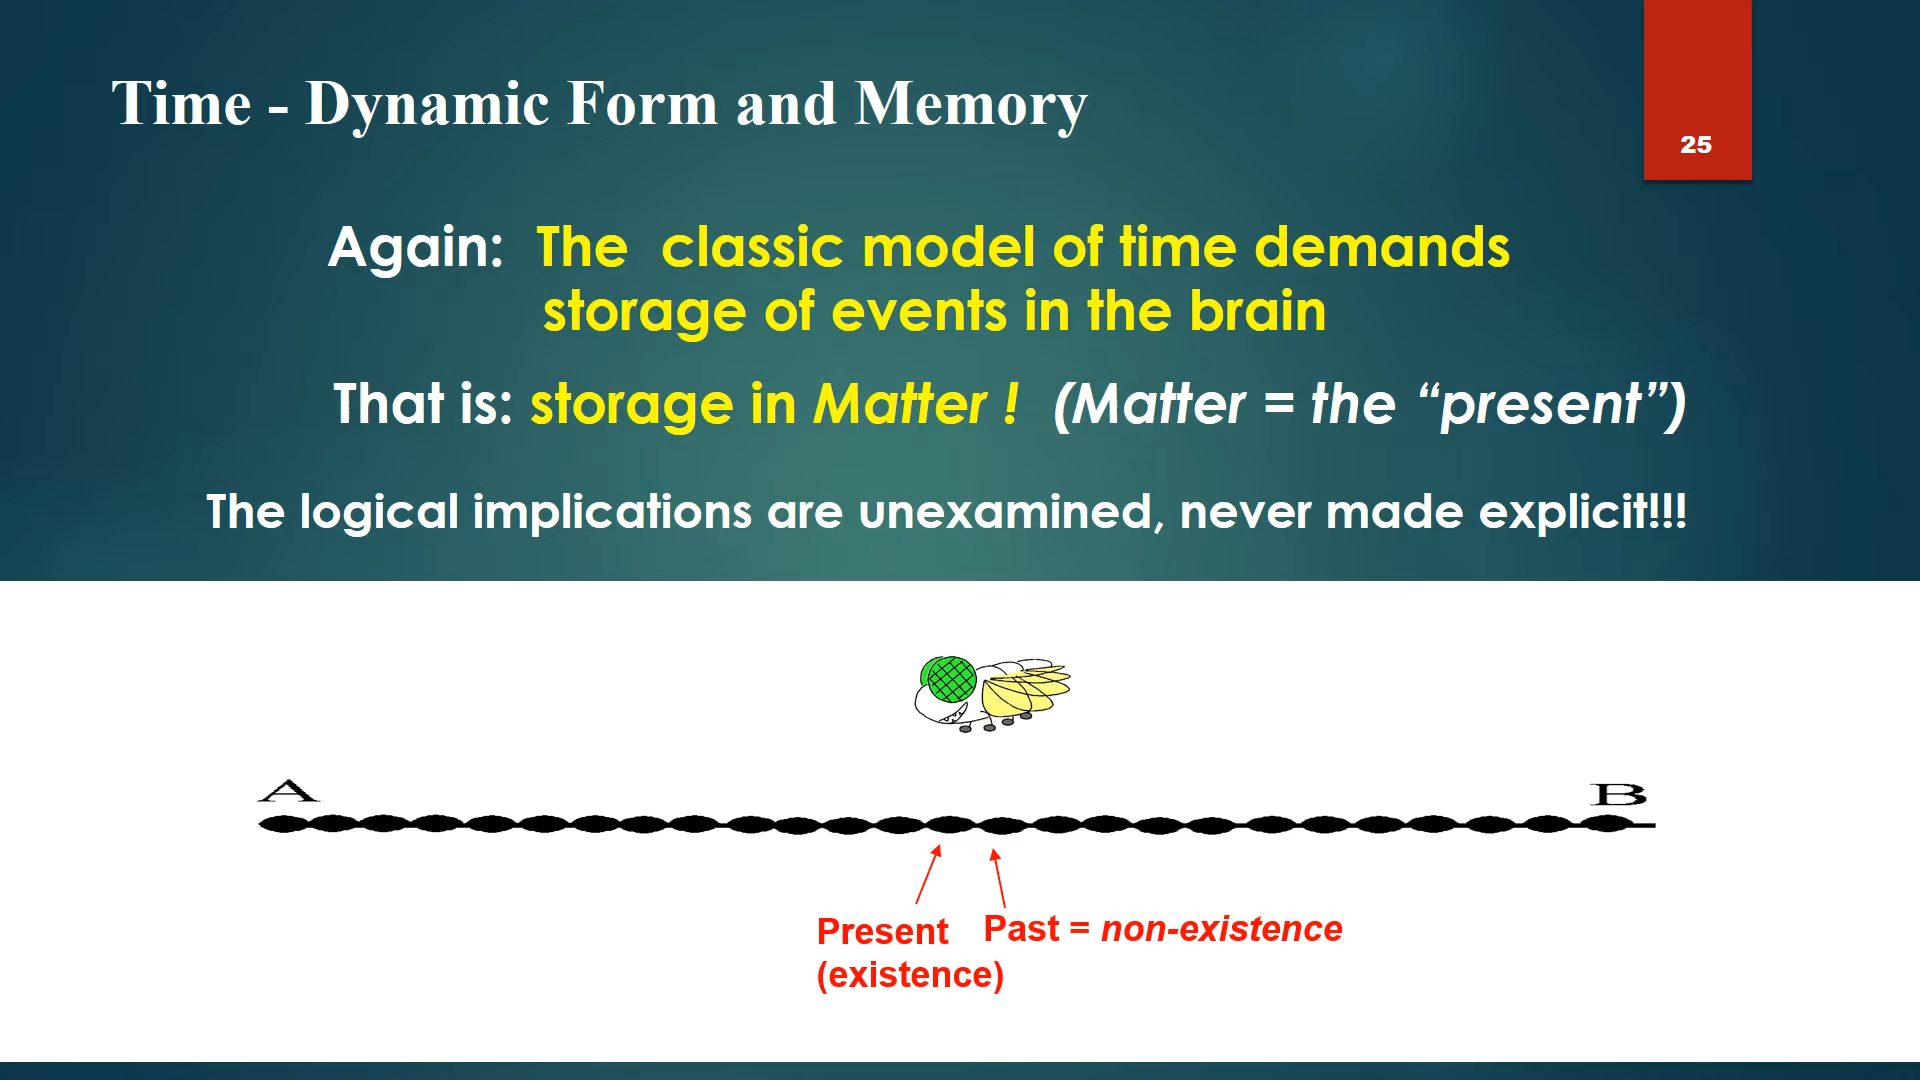 Time - Dynamic Form and Memory
25
Again: The classic model of time demands
storage of events in the brain
That is: storage in Matter ! (Matter = the “present”)
The logical implications are unexamined, never made explicit!!!
A
B
Present
(existence)
Past = non-existence